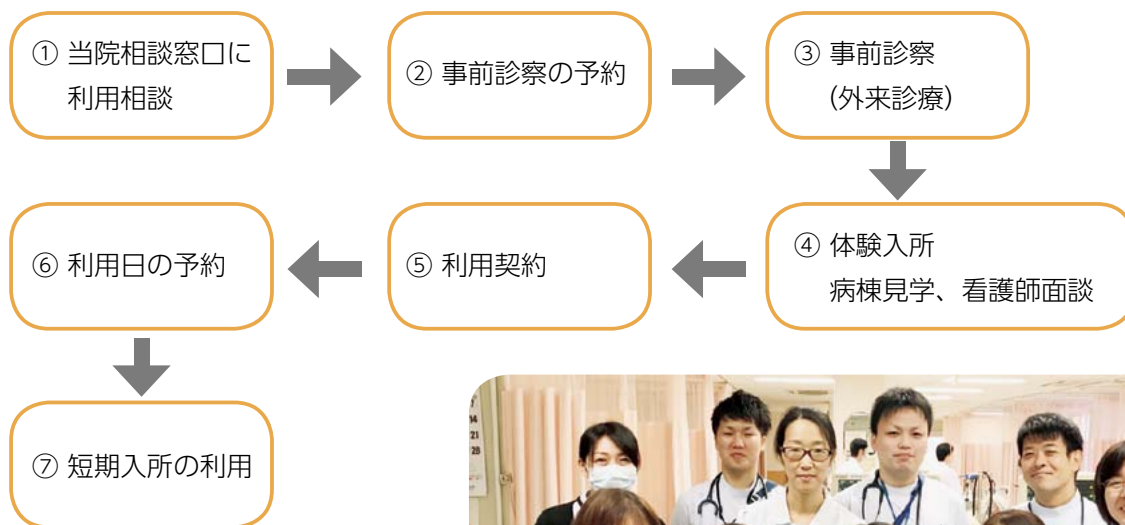 ① 当院相談窓口に
利用相談
② 事前診察の予約
③ 事前診察
(外来診療)
④ 体験入所
病棟見学、看護師面談
⑤ 利用契約
⑥ 利用日の予約
⑦ 短期入所の利用
21
28